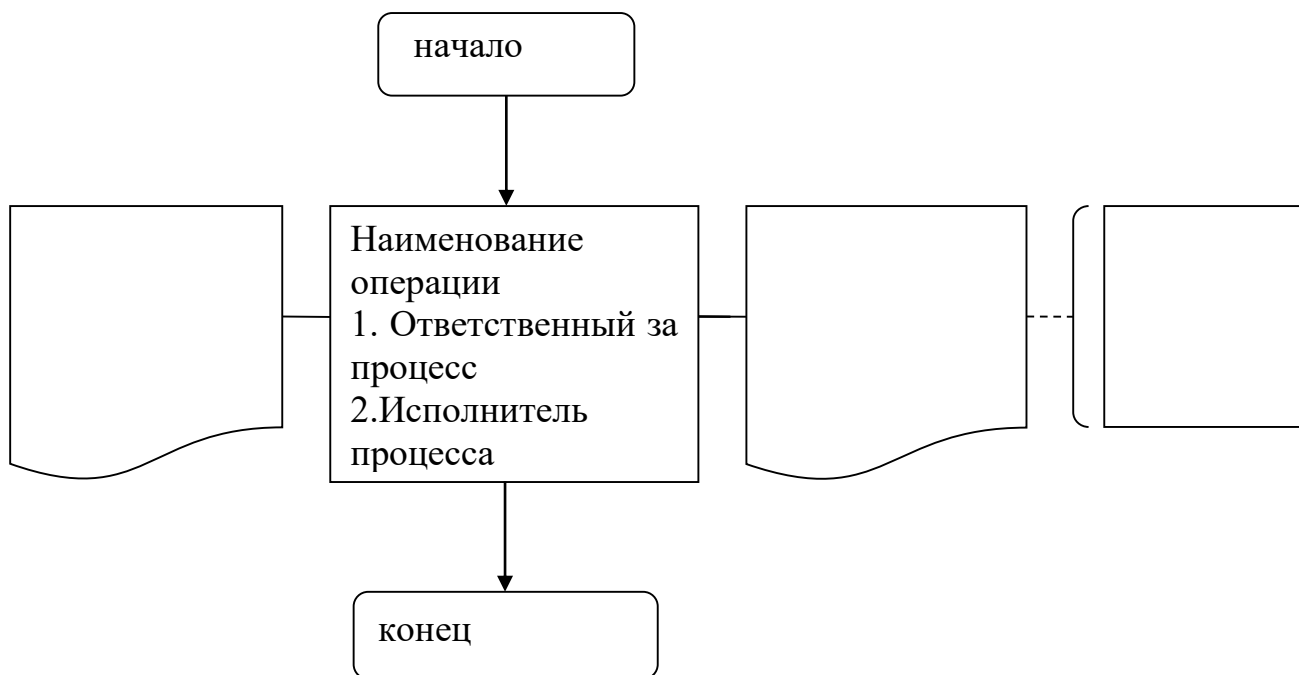 начало
Наименование
операции
1. Ответственный за
процесс
2.Исполнитель
процесса
конец